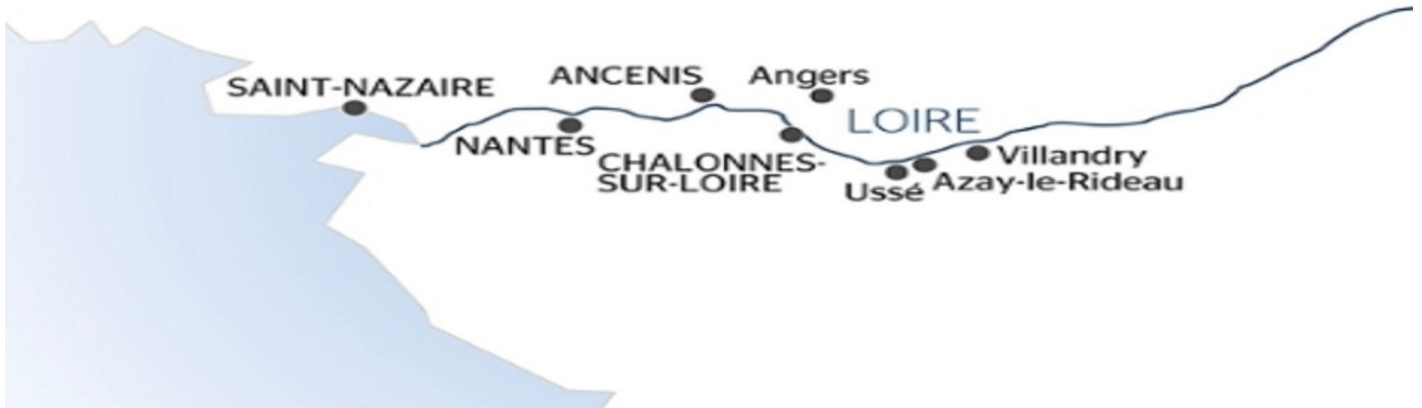 SAINT-NAZAIRE
ANCENIS
Angers
LOIRE
NANTES
CHALONNES-
SUR-LOIRE
Villandry
Azay-le-Rideau
Ussé